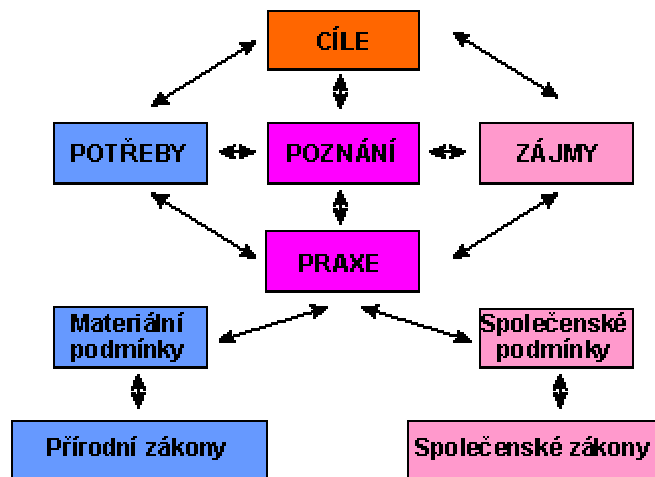 CÍLE
POTŘEBY
POZNÁNÍ
ZÁJMY
PRAXE
Materiální
podmínky
Společenské
podmínky
Přírodní zákony
Společenské zákony